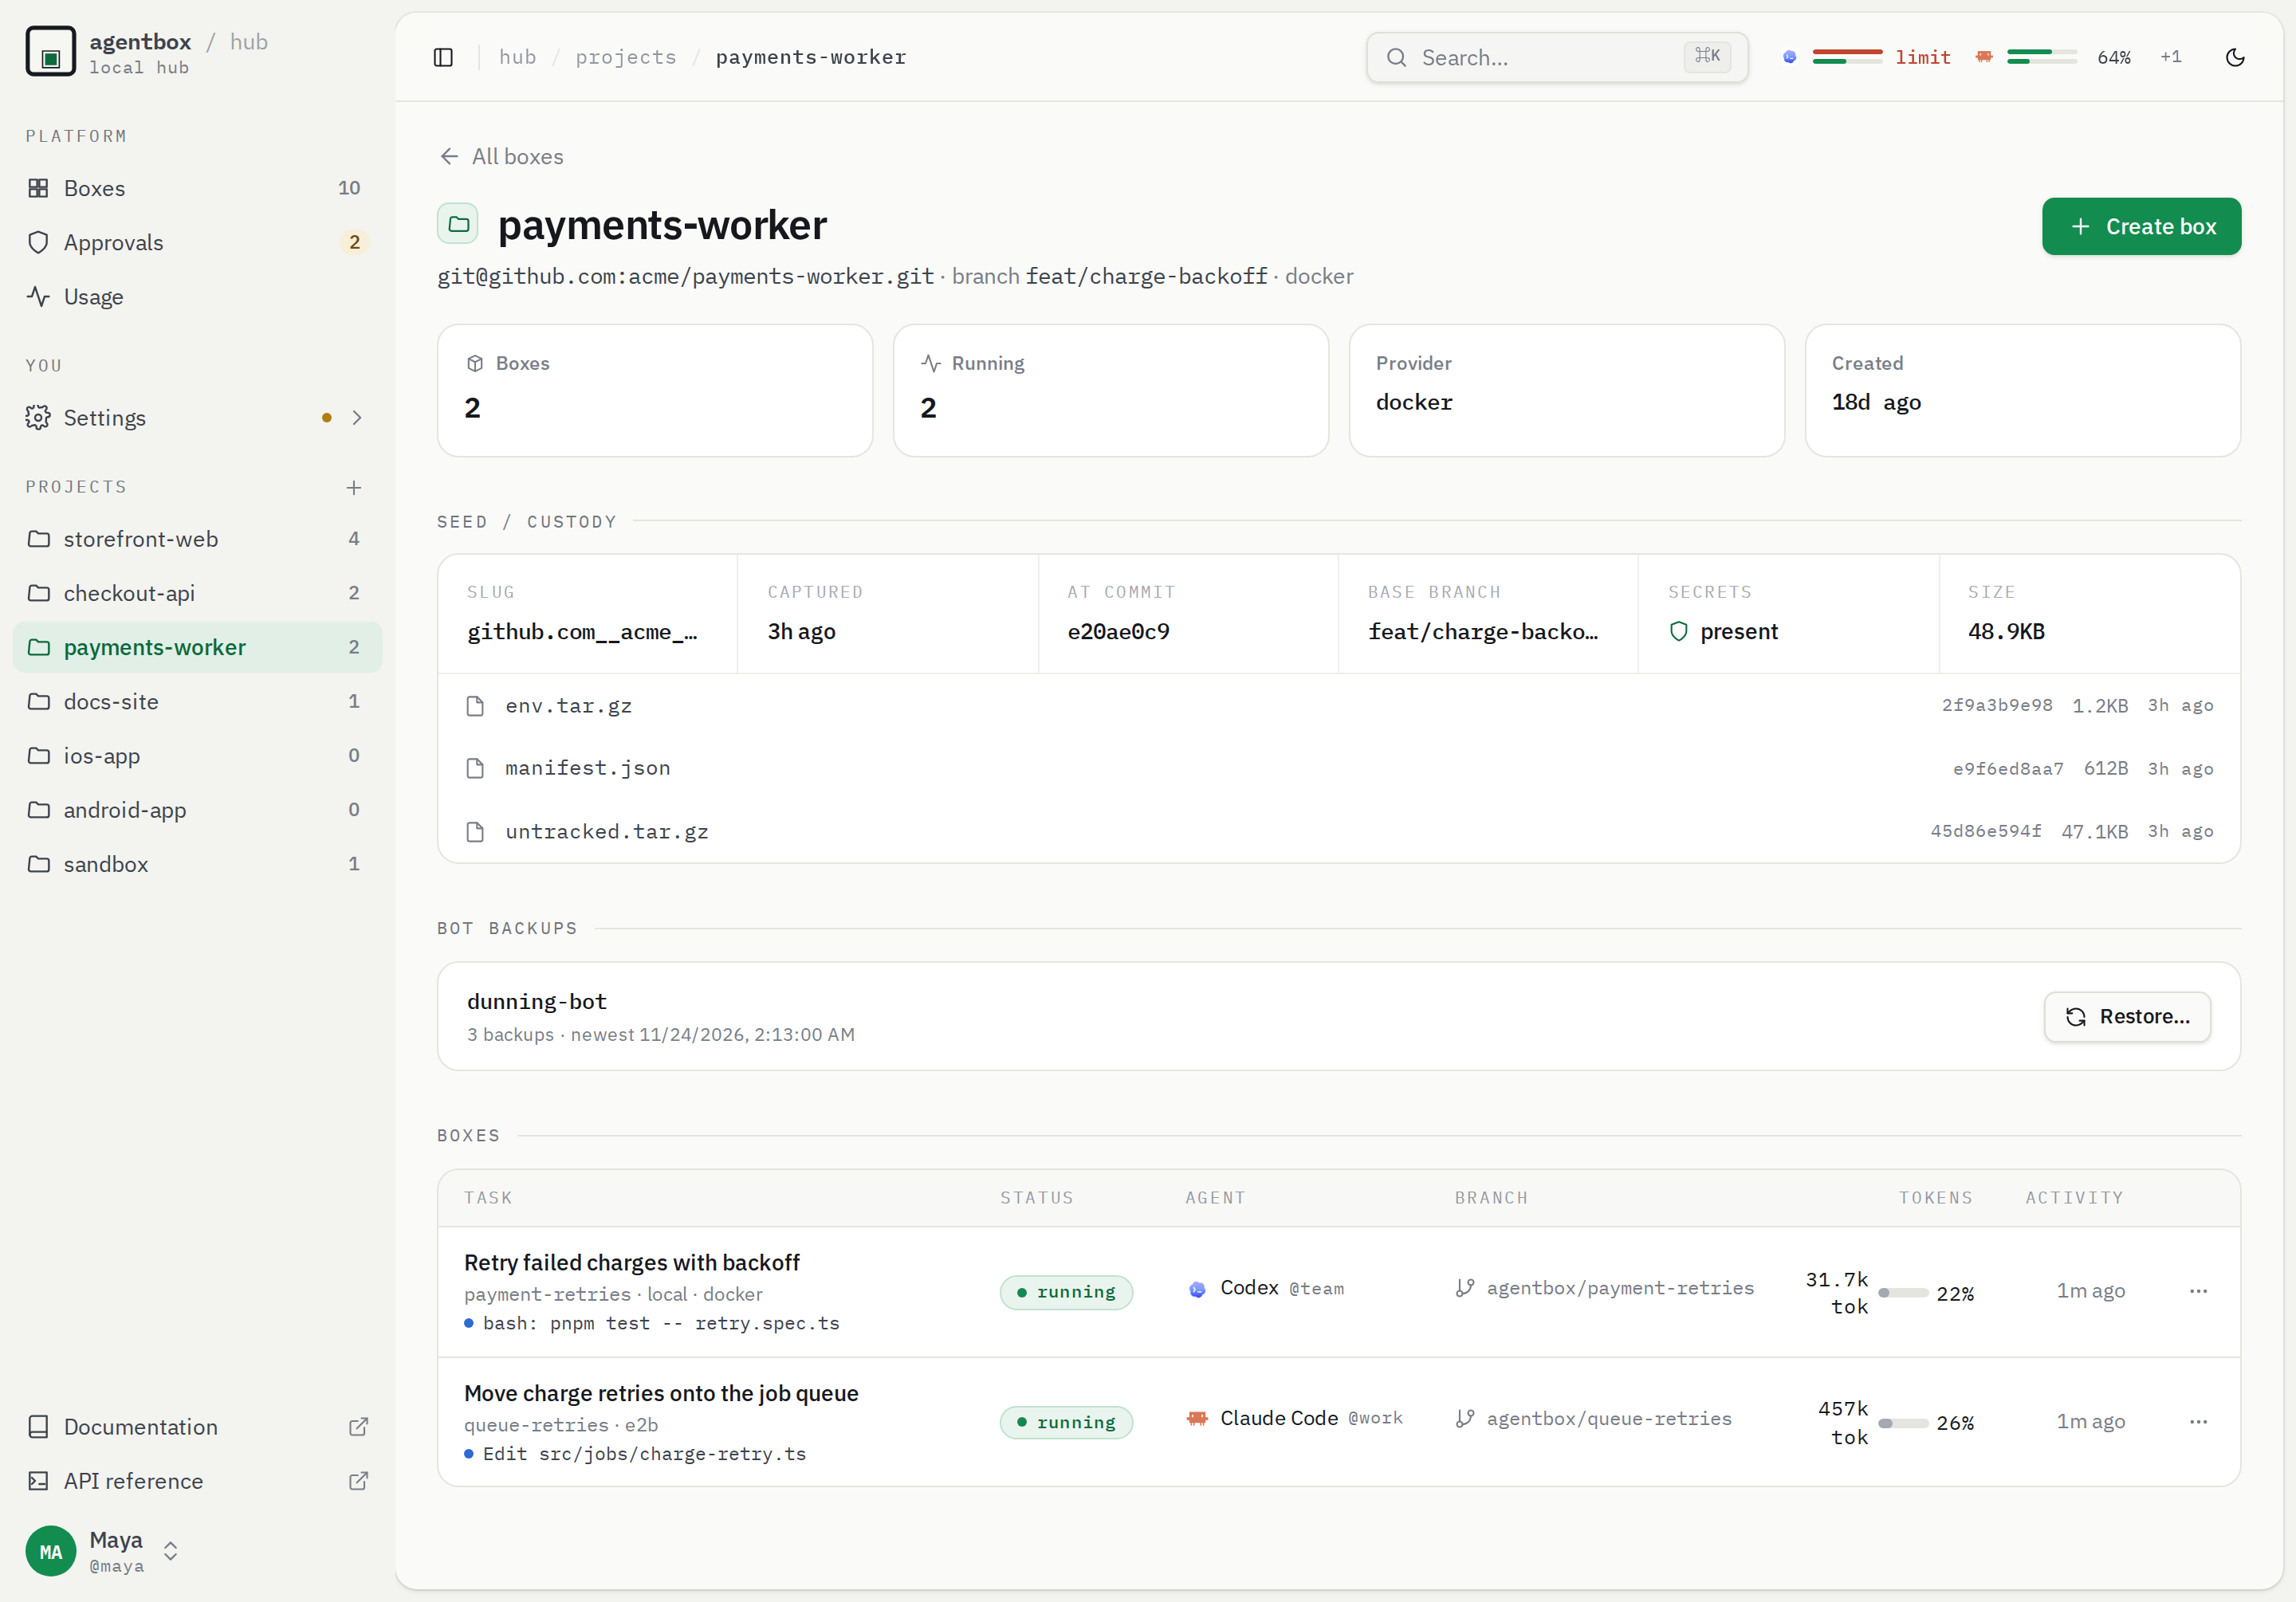 agentbox / hub
local hub
PLATFORM
Boxes 10
Approvals 2
Usage
YOU
Settings
PROJECTS
storefront-web 4
checkout-api 2
payments-worker 2
docs-site 1
ios-app 0
android-app 0
sandbox 1
Documentation
API reference
MA
Maya
@maya
hub / projects / payments-worker
Search... ⌘K
limit
64% +1
All boxes
payments-worker
Create box
git@github.com:acme/payments-worker.git · branch feat/charge-backoff · docker
Boxes
2
Running
2
Provider
docker
Created
18d ago
SEED / CUSTODY
SLUG
github.com__acme_…
CAPTURED
3h ago
AT COMMIT
e20ae0c9
BASE BRANCH
feat/charge-backo…
SECRETS
present
SIZE
48.9KB
env.tar.gz 2f9a3b9e98 1.2KB 3h ago
manifest.json e9f6ed8aa7 612B 3h ago
untracked.tar.gz 45d86e594f 47.1KB 3h ago
BOT BACKUPS
dunning-bot
3 backups · newest 11/24/2026, 2:13:00 AM
Restore…
BOXES
TASK STATUS AGENT BRANCH TOKENS ACTIVITY
Retry failed charges with backoff
payment-retries · local · docker
bash: pnpm test -- retry.spec.ts
running
Codex @team
agentbox/payment-retries
31.7k
tok
22%
1m ago
Move charge retries onto the job queue
queue-retries · e2b
Edit src/jobs/charge-retry.ts
running
Claude Code @work
agentbox/queue-retries
457k
tok
26%
1m ago